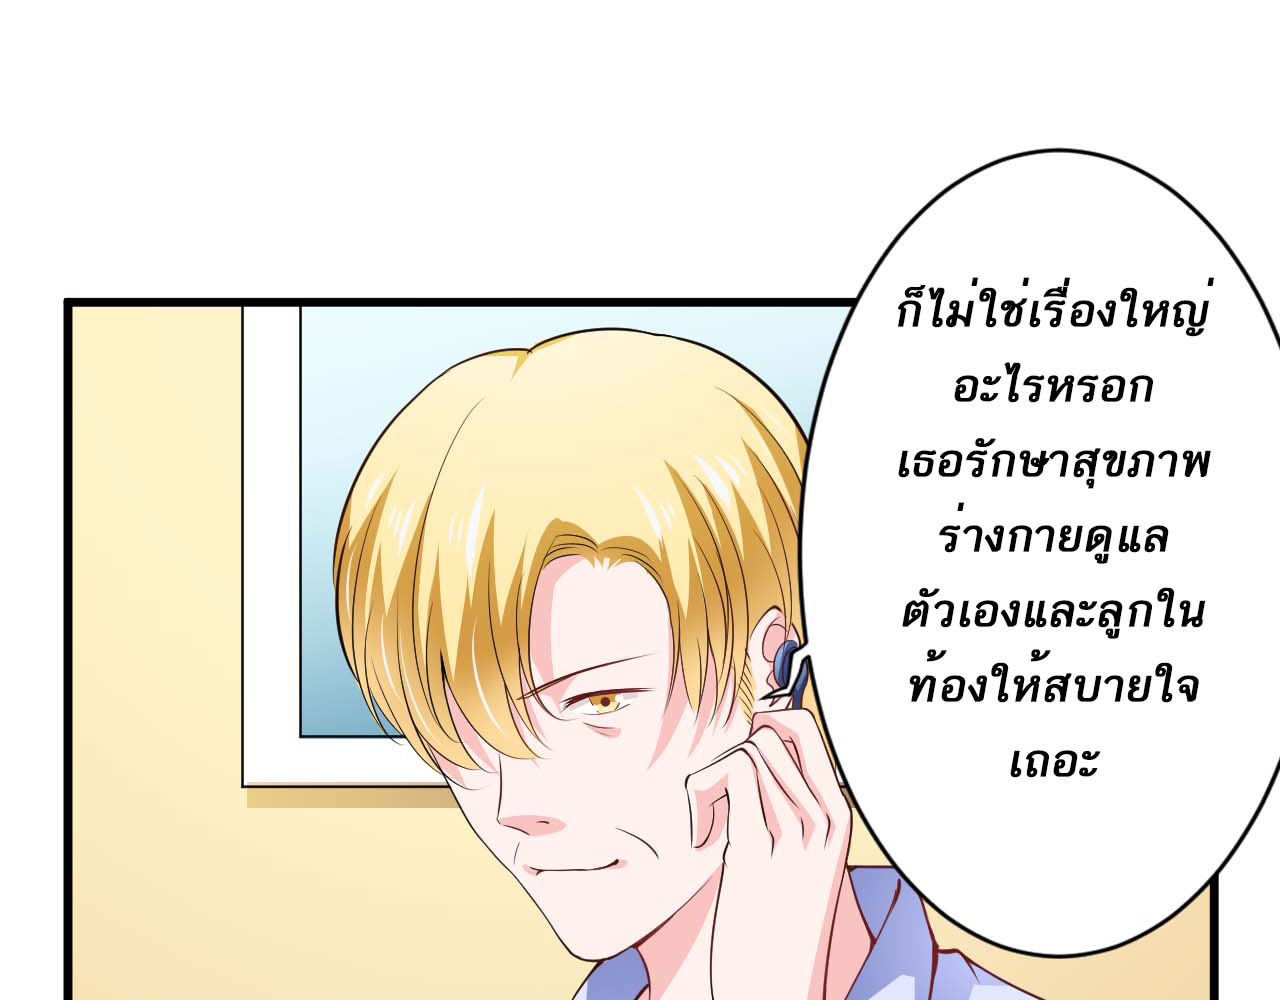 ก็ไม่ใช่เรื่องใหญ่
อะไรหรอก
เธอรักษาสุขภาพ
ร่างกายดูแล
ตัวเองและลูกใน
ท้องให้สบายใจ
เถอะ